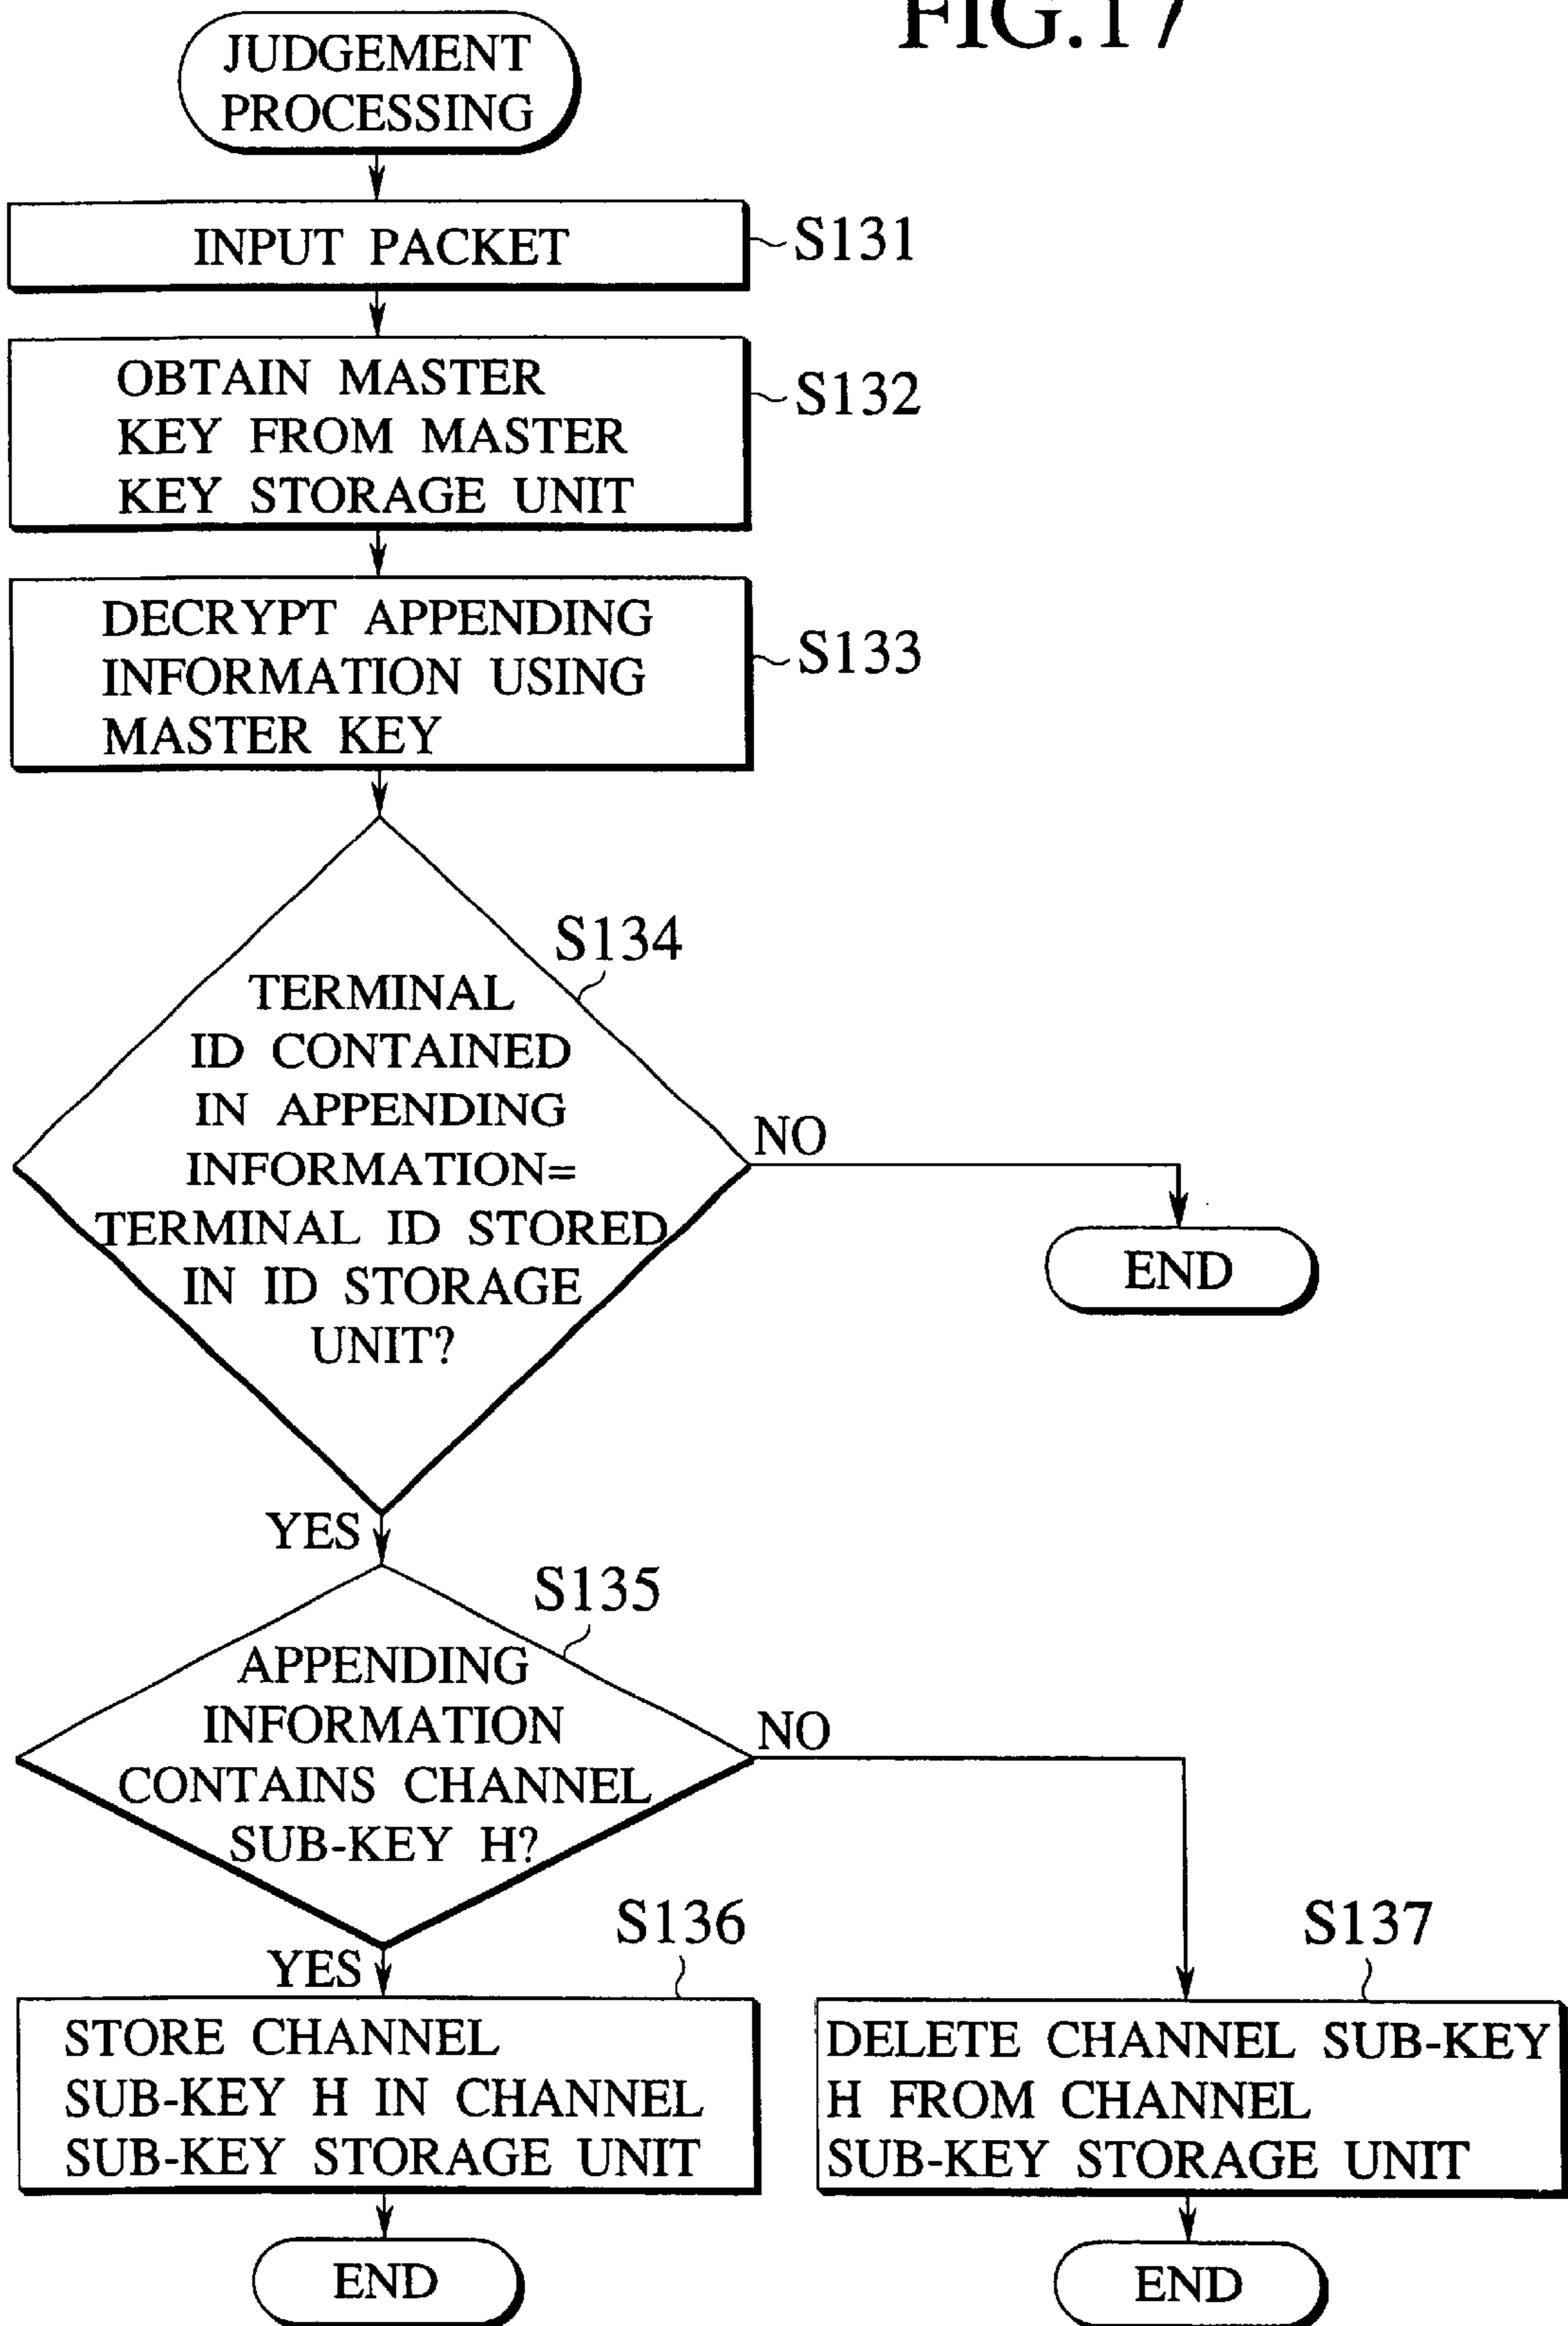 FIG.17
JUDGEMENT
PROCESSING
INPUT PACKET
S131
OBTAIN MASTER
KEY FROM MASTER
KEY STORAGE UNIT
S132
DECRYPT APPENDING
INFORMATION USING
MASTER KEY
S133
S134
TERMINAL
ID CONTAINED
IN APPENDING
INFORMATION=
TERMINAL ID STORED
IN ID STORAGE
UNIT?
NO
END
YES
S135
APPENDING
INFORMATION
CONTAINS CHANNEL
SUB-KEY H?
NO
YES
S136
STORE CHANNEL
SUB-KEY H IN CHANNEL
SUB-KEY STORAGE UNIT
END
S137
DELETE CHANNEL SUB-KEY
H FROM CHANNEL
SUB-KEY STORAGE UNIT
END